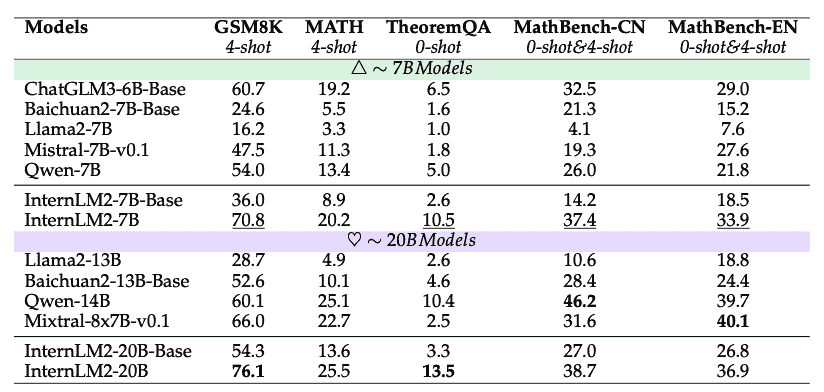 Models GSM8K MATH TheoremQA MathBench-CN MathBench-EN
4-shot 4-shot 0-shot 0-shot&4-shot 0-shot&4-shot
△ ∼ 7B Models
ChatGLM3-6B-Base 60.7 19.2 6.5 32.5 29.0
Baichuan2-7B-Base 24.6 5.5 1.6 21.3 15.2
Llama2-7B 16.2 3.3 1.0 4.1 7.6
Mistral-7B-v0.1 47.5 11.3 1.8 19.3 27.6
Qwen-7B 54.0 13.4 5.0 26.0 21.8
InternLM2-7B-Base 36.0 8.9 2.6 14.2 18.5
InternLM2-7B 70.8 20.2 10.5 37.4 33.9
♡ ∼ 20B Models
Llama2-13B 28.7 4.9 2.6 10.6 18.8
Baichuan2-13B-Base 52.6 10.1 4.6 28.4 24.4
Qwen-14B 60.1 25.1 10.4 46.2 39.7
Mixtral-8x7B-v0.1 66.0 22.7 2.5 31.6 40.1
InternLM2-20B-Base 54.3 13.6 3.3 27.0 26.8
InternLM2-20B 76.1 25.5 13.5 38.7 36.9